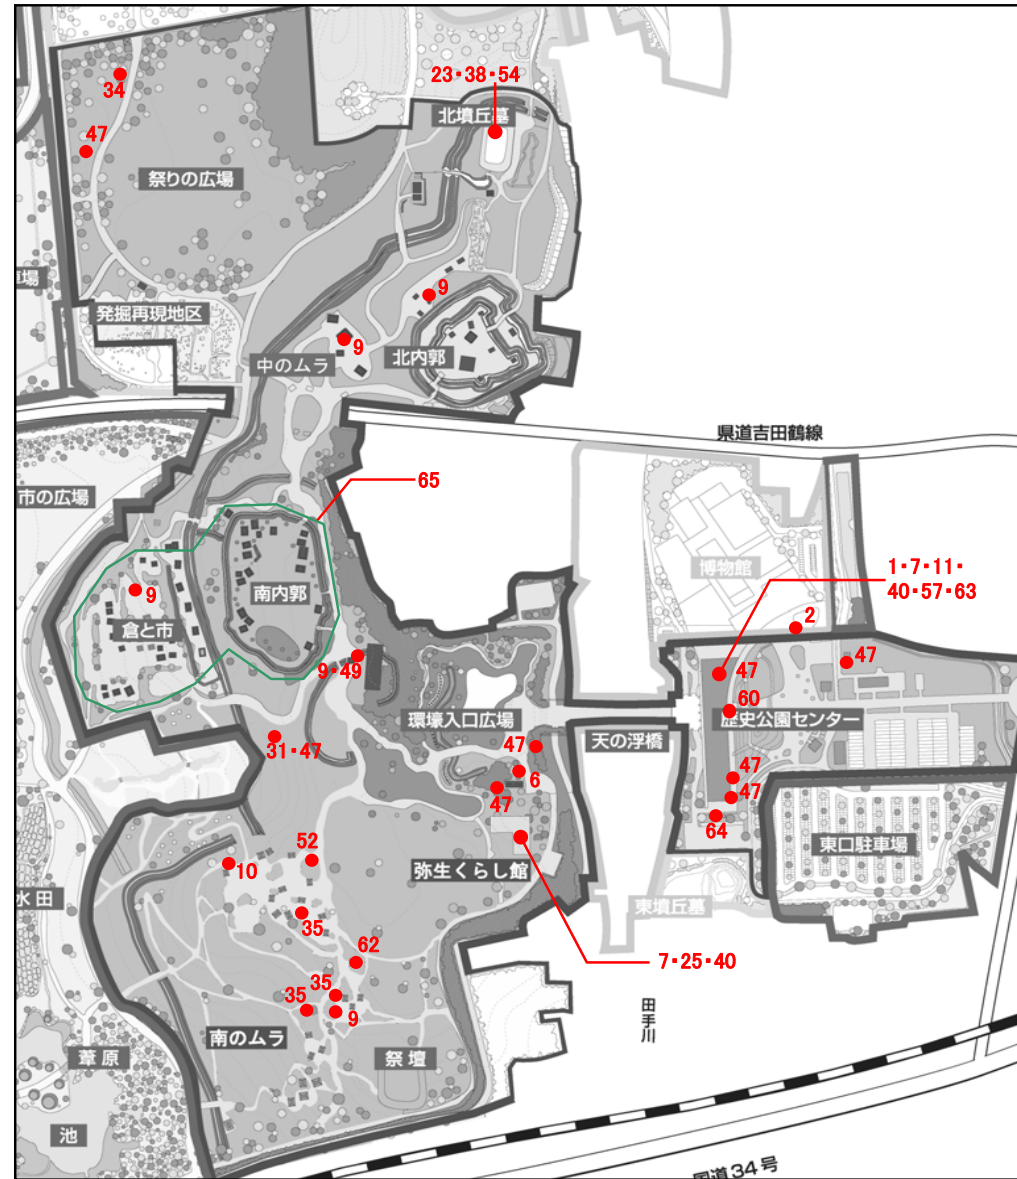 34
47
祭りの広場
23・38・54
北墳丘墓
車場
発掘再現地区
9
9
中のムラ
北内郭
県道吉田鶴線
市の広場
65
博物館
1・7・11・
40・57・63
9
倉と市
南内郭
2
9・49
47
47
60
歴史公園センター
環壕入口広場
天の浮橋
31・47
47
6
47
47
47
64
52
10
弥生くらし館
東口駐車場
水田
35
東墳丘墓
62
7・25・40
35
35
9
田手川
南のムラ
祭壇
葦原
池
国道34号